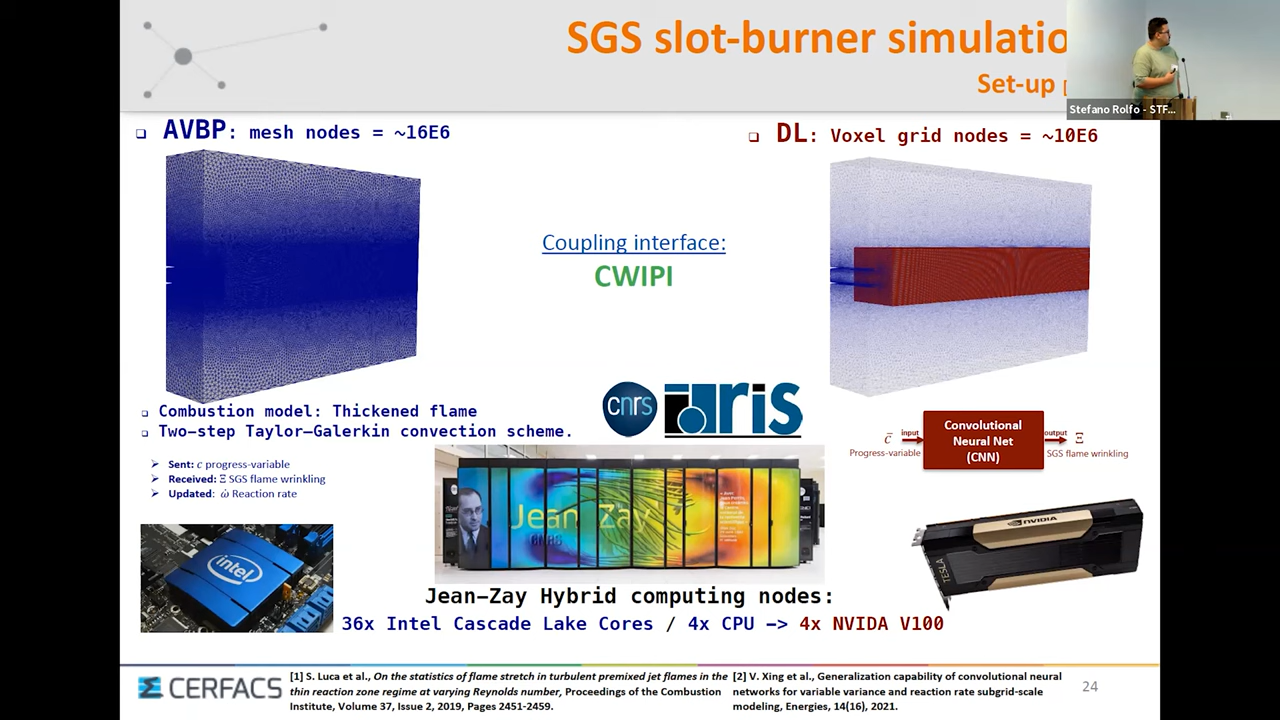 SGS slot-burner simulatio
Set-up [
Stefano Rolfo - STF...
❑ AVBP: mesh nodes = ~16E6
❑ DL: Voxel grid nodes = ~10E6
Coupling interface:
CWIPI
❑ Combustion model: Thickened flame
❑ Two-step Taylor-Galerkin convection scheme.
➢ Sent: c progress-variable
➢ Received: Ξ SGS flame wrinkling
➢ Updated: ω̇ Reaction rate
cnrs idris
c̄ input Convolutional Neural Net (CNN) output Ξ
Progress-variable SGS flame wrinkling
intel
Jean Zay
CNRS
NVIDIA
TESLA
Jean-Zay Hybrid computing nodes:
36x Intel Cascade Lake Cores / 4x CPU -> 4x NVIDA V100
CERFACS
[1] S. Luca et al., On the statistics of flame stretch in turbulent premixed jet flames in the
thin reaction zone regime at varying Reynolds number, Proceedings of the Combustion
Institute, Volume 37, Issue 2, 2019, Pages 2451-2459.
[2] V. Xing et al., Generalization capability of convolutional neural
networks for variable variance and reaction rate subgrid-scale
modeling, Energies, 14(16), 2021.
24